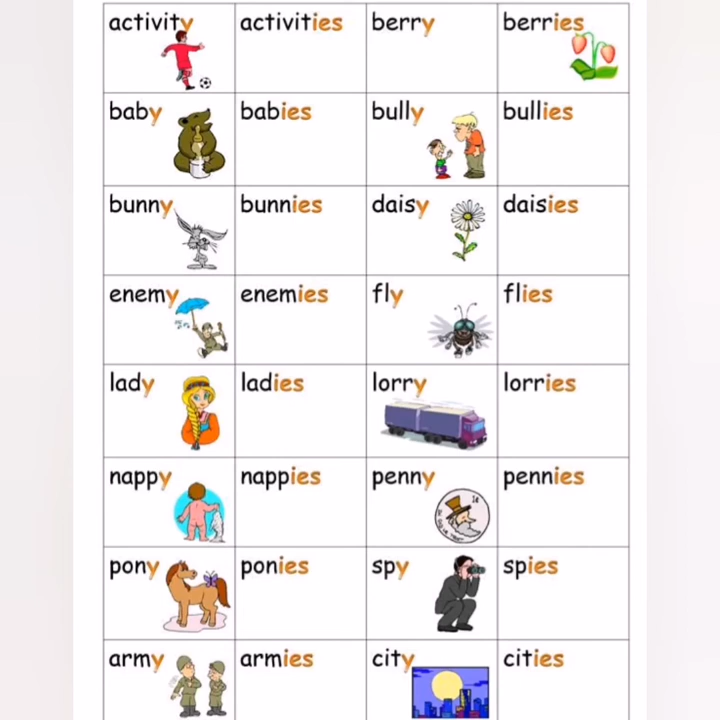 activity activities berry berries
baby babies bully bullies
bunny bunnies daisy daisies
enemy enemies fly flies
lady ladies lorry lorries
nappy nappies penny pennies
pony ponies spy spies
army armies city cities